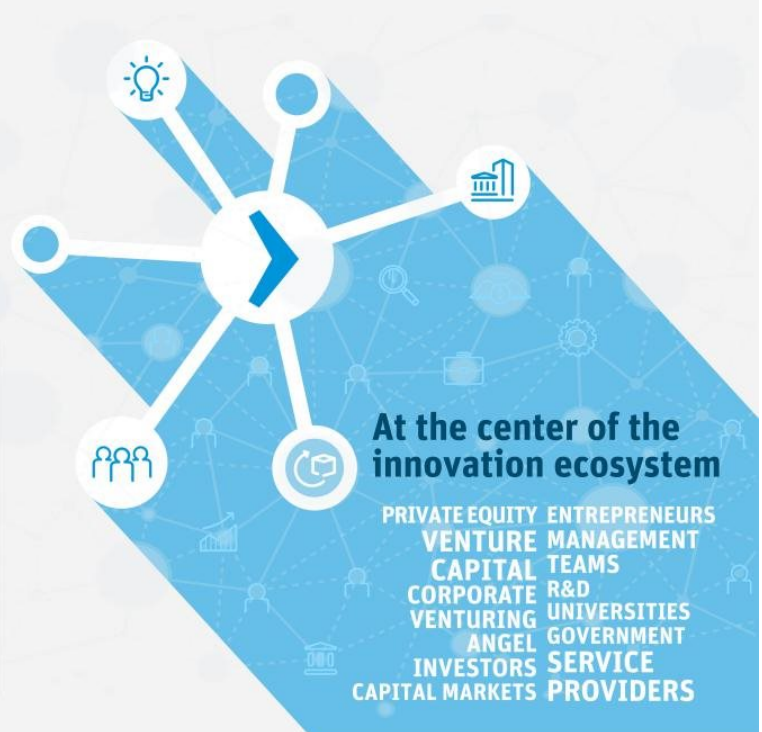 At the center of the
innovation ecosystem
PRIVATE EQUITY
VENTURE
CAPITAL
CORPORATE
VENTURING
ANGEL
INVESTORS
CAPITAL MARKETS
ENTREPRENEURS
MANAGEMENT
TEAMS
R&D
UNIVERSITIES
GOVERNMENT
SERVICE
PROVIDERS